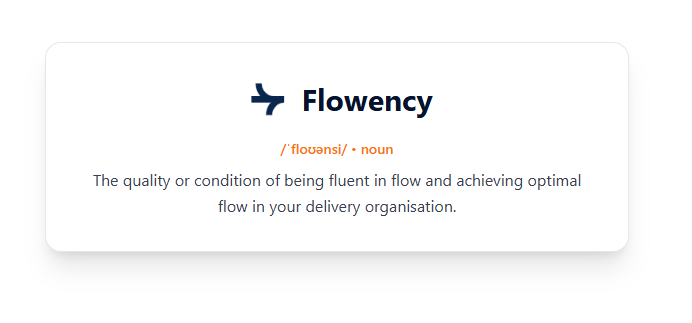 Flowency
/ˈfloʊənsi/ • noun
The quality or condition of being fluent in flow and achieving optimal
flow in your delivery organisation.